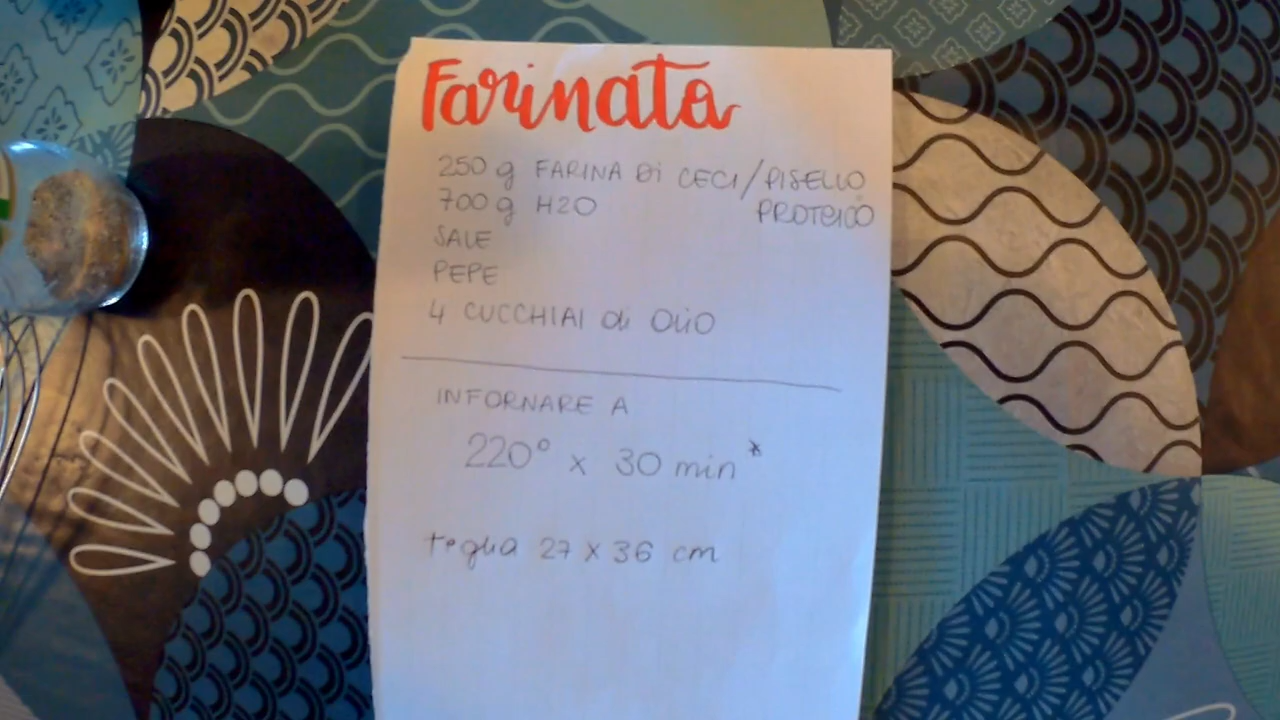 Farinata
250 g FARINA Di CECI/PISELLO
PROTEICO
700 g H2O
SALE
PEPE
4 CUCCHIAI di OLiO
INFORNARE A
220° x 30 min*
teglia 27 x 36 cm